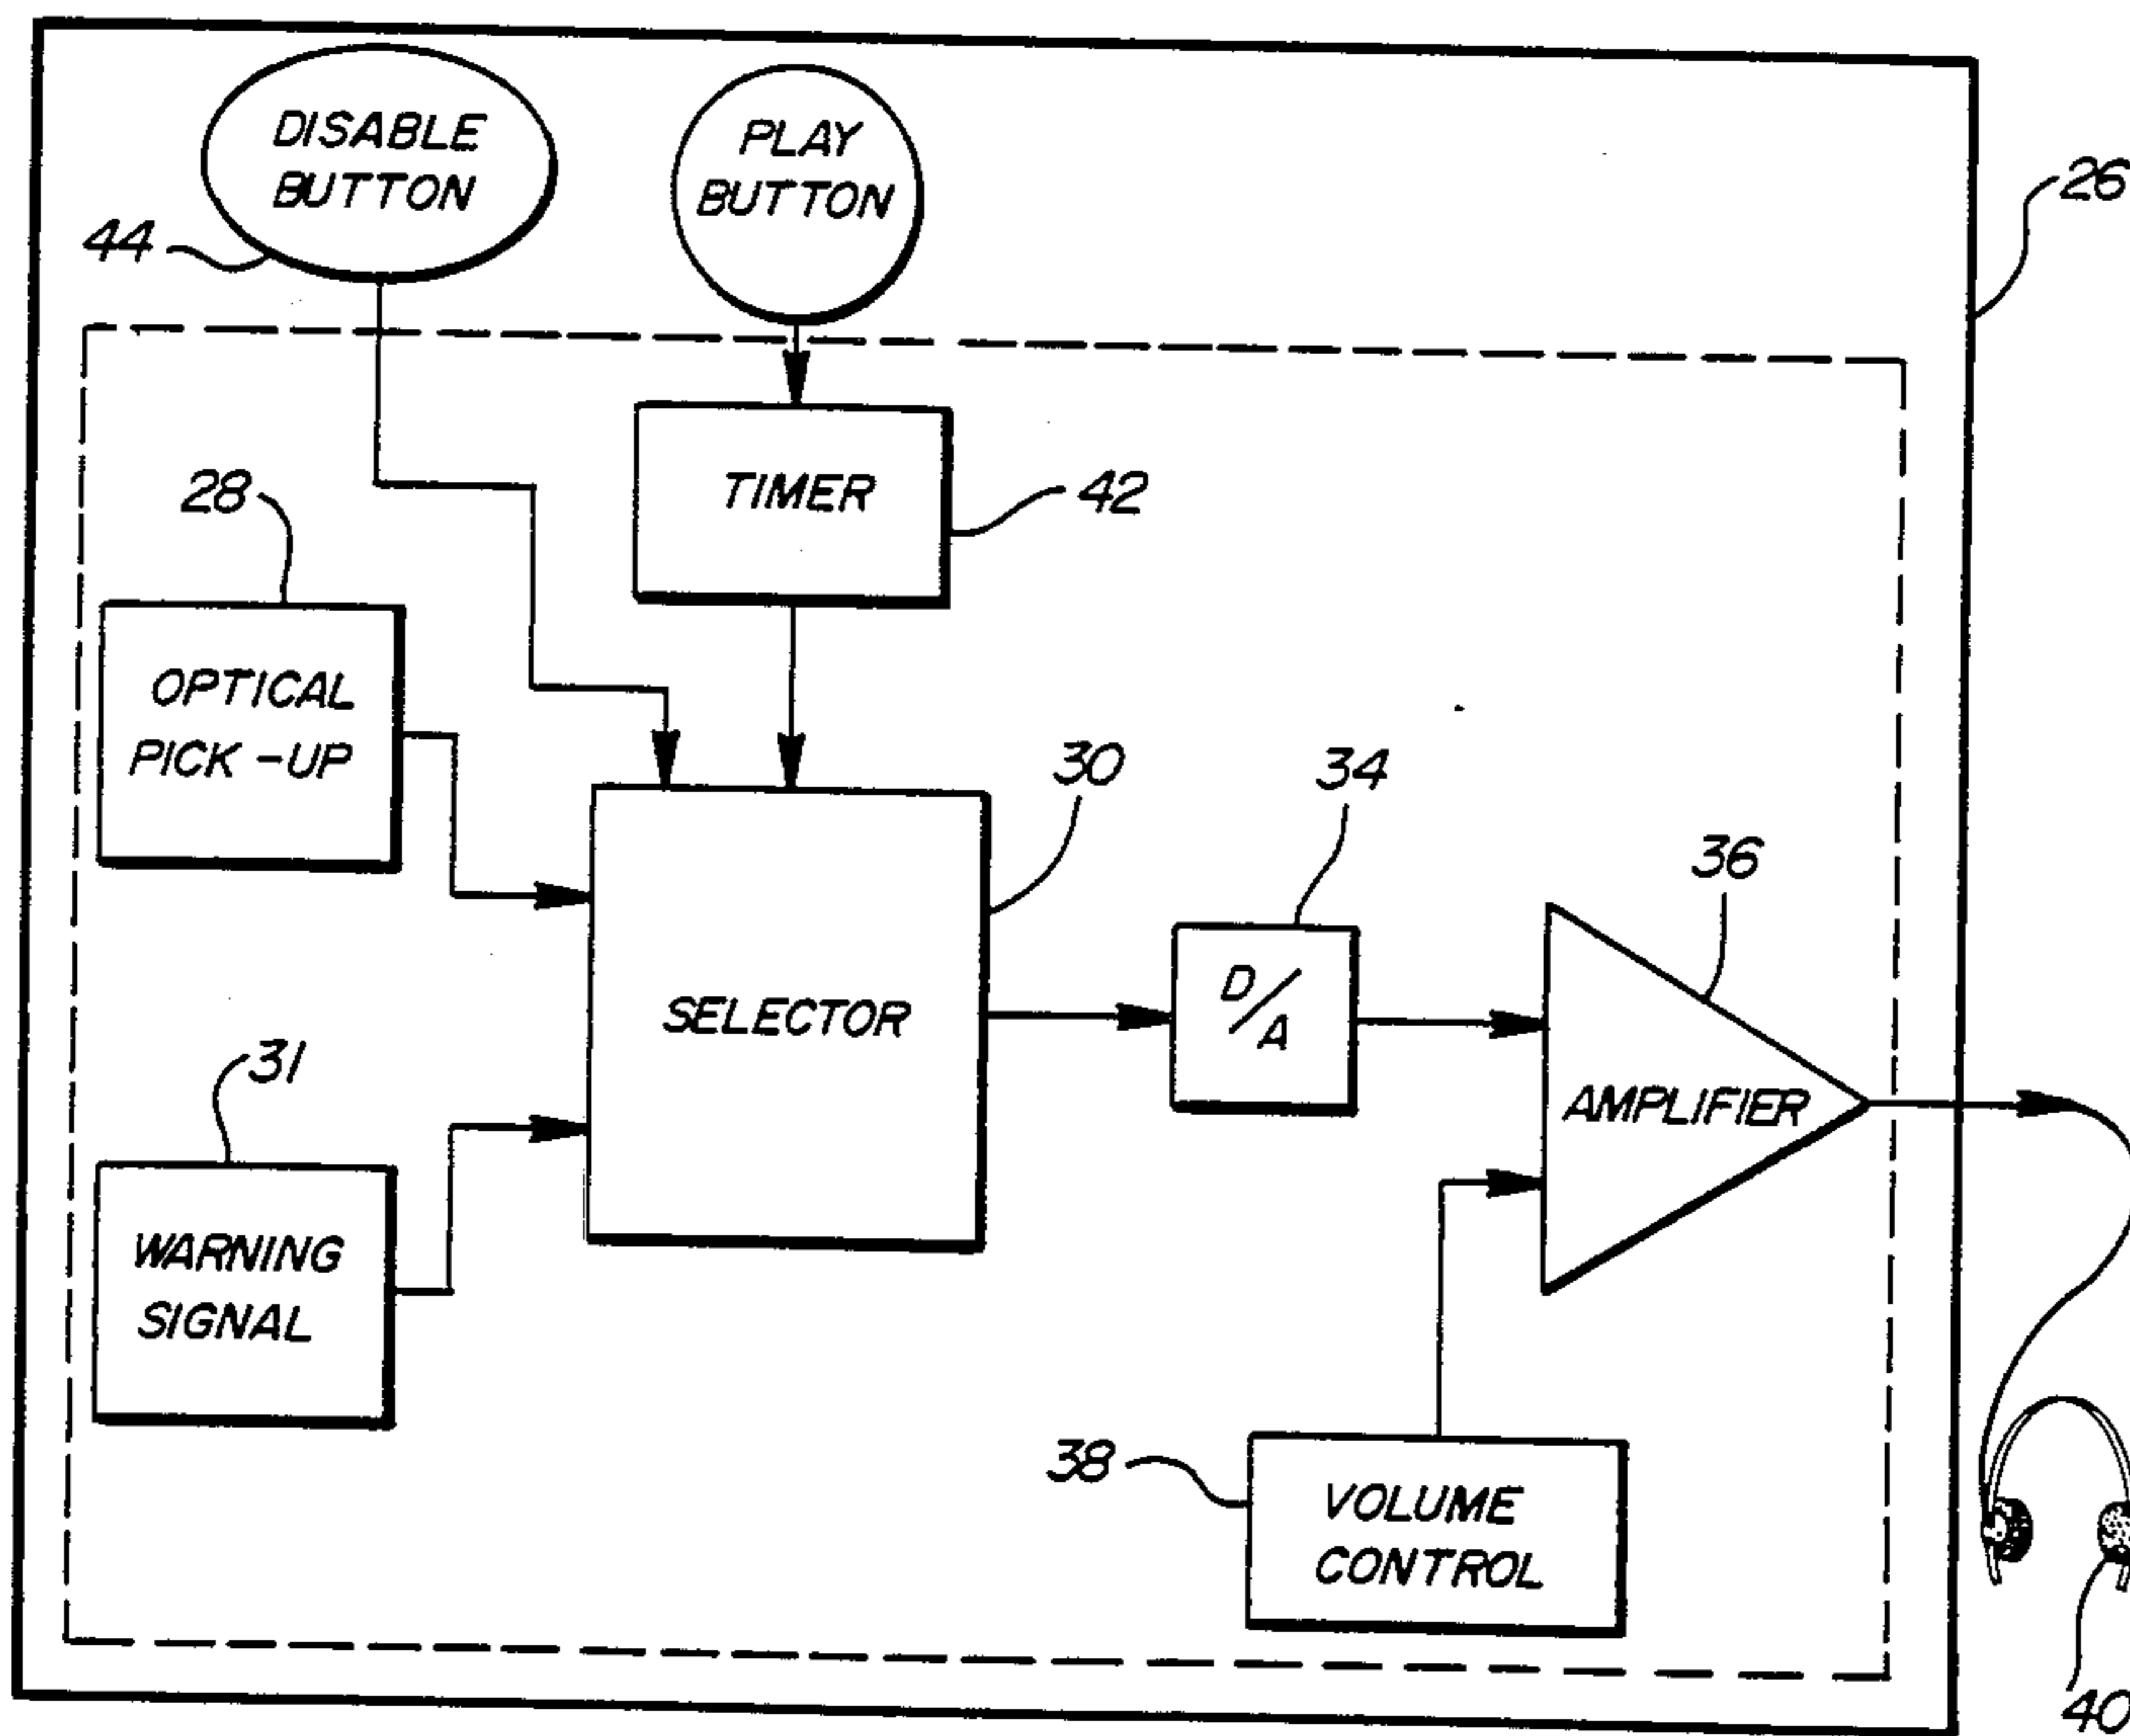 DISABLE
BUTTON
PLAY
BUTTON
26
44
28
TIMER
42
OPTICAL
PICK-UP
30
34
36
D/A
SELECTOR
31
AMPLIFIER
WARNING
SIGNAL
38
VOLUME
CONTROL
40